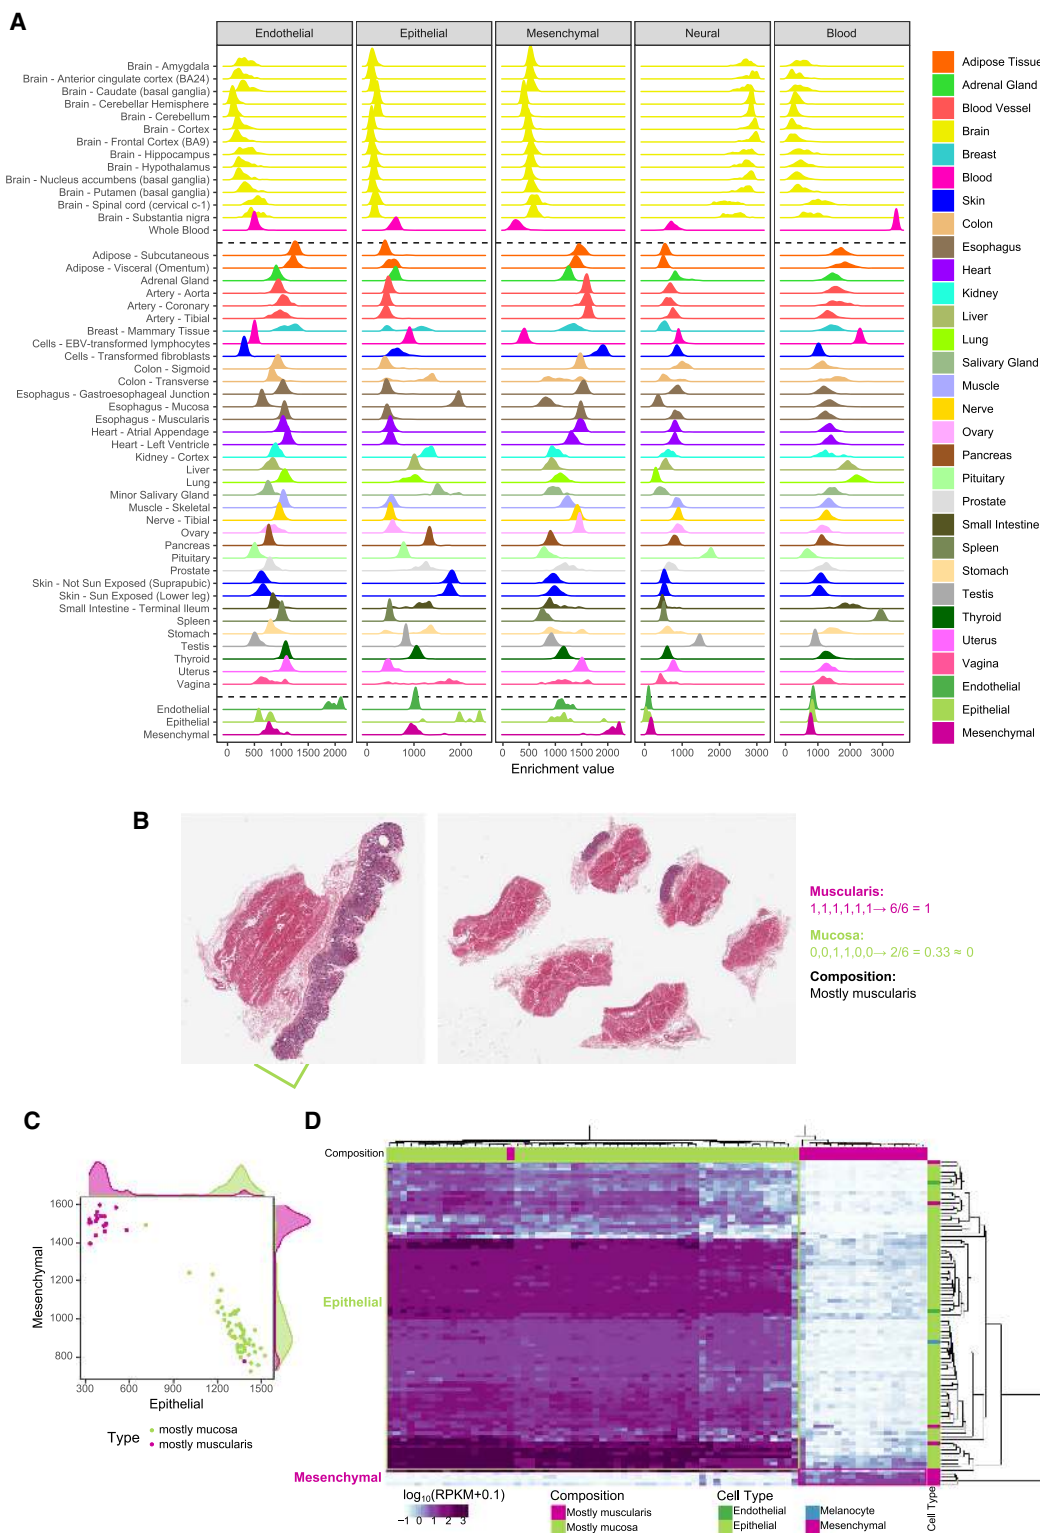 A
Endothelial
Epithelial
Mesenchymal
Neural
Blood
Brain - Amygdala
Brain - Anterior cingulate cortex (BA24)
Brain - Caudate (basal ganglia)
Brain - Cerebellar Hemisphere
Brain - Cerebellum
Brain - Cortex
Brain - Frontal Cortex (BA9)
Brain - Hippocampus
Brain - Hypothalamus
Brain - Nucleus accumbens (basal ganglia)
Brain - Putamen (basal ganglia)
Brain - Spinal cord (cervical c-1)
Brain - Substantia nigra
Whole Blood
Adipose - Subcutaneous
Adipose - Visceral (Omentum)
Adrenal Gland
Artery - Aorta
Artery - Coronary
Artery - Tibial
Breast - Mammary Tissue
Cells - EBV-transformed lymphocytes
Cells - Transformed fibroblasts
Colon - Sigmoid
Colon - Transverse
Esophagus - Gastroesophageal Junction
Esophagus - Mucosa
Esophagus - Muscularis
Heart - Atrial Appendage
Heart - Left Ventricle
Kidney - Cortex
Liver
Lung
Minor Salivary Gland
Muscle - Skeletal
Nerve - Tibial
Ovary
Pancreas
Pituitary
Prostate
Skin - Not Sun Exposed (Suprapubic)
Skin - Sun Exposed (Lower leg)
Small Intestine - Terminal Ileum
Spleen
Stomach
Testis
Thyroid
Uterus
Vagina
Endothelial
Epithelial
Mesenchymal
0 500 1000 1500 2000
0 1000 2000
0 500 1000 1500 2000
0 1000 2000 3000
0 1000 2000 3000
Enrichment value
Adipose Tissue
Adrenal Gland
Blood Vessel
Brain
Breast
Blood
Skin
Colon
Esophagus
Heart
Kidney
Liver
Lung
Salivary Gland
Muscle
Nerve
Ovary
Pancreas
Pituitary
Prostate
Small Intestine
Spleen
Stomach
Testis
Thyroid
Uterus
Vagina
Endothelial
Epithelial
Mesenchymal
B
Muscularis:
1,1,1,1,1,1→ 6/6 = 1
Mucosa:
0,0,1,1,0,0→ 2/6 = 0.33 ≈ 0
Composition:
Mostly muscularis
C
1600
1400
1200
1000
800
Mesenchymal
300 600 900 1200 1500
Epithelial
Type
mostly mucosa
mostly muscularis
D
Composition
Epithelial
Mesenchymal
log10(RPKM+0.1)
−1 0 1 2 3
Composition
Mostly muscularis
Mostly mucosa
Cell Type
Endothelial
Epithelial
Melanocyte
Mesenchymal
Cell Type